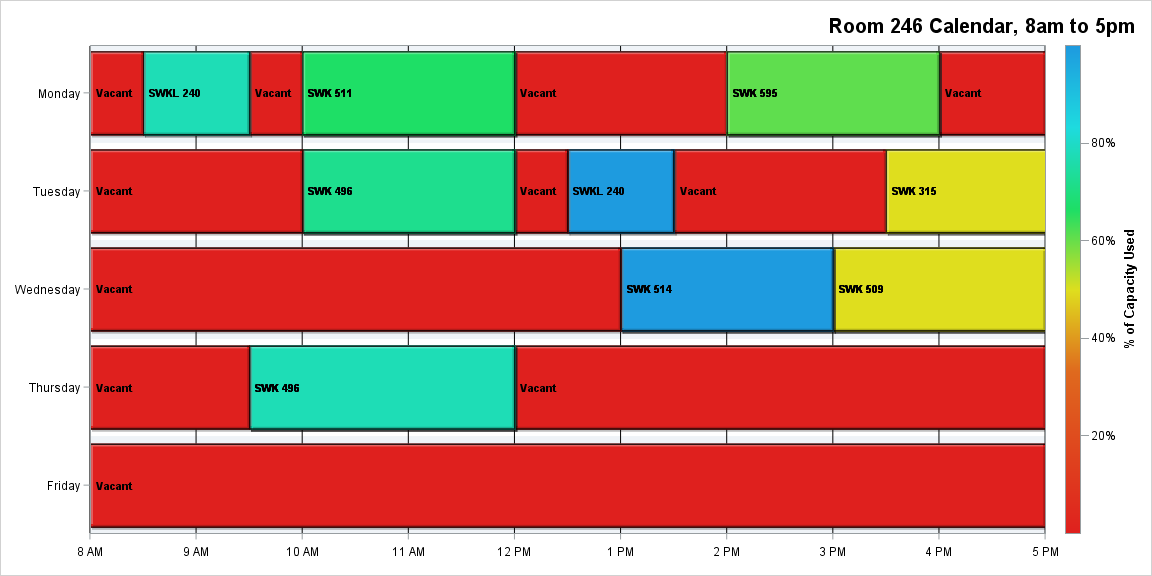 Room 246 Calendar, 8am to 5pm
Monday
Vacant
SWKL 240
Vacant
SWK 511
Vacant
SWK 595
Vacant
Tuesday
Vacant
SWK 496
Vacant
SWKL 240
Vacant
SWK 315
Wednesday
Vacant
SWK 514
SWK 509
Thursday
Vacant
SWK 496
Vacant
Friday
Vacant
8 AM
9 AM
10 AM
11 AM
12 PM
1 PM
2 PM
3 PM
4 PM
5 PM
80%
60%
40%
20%
% of Capacity Used